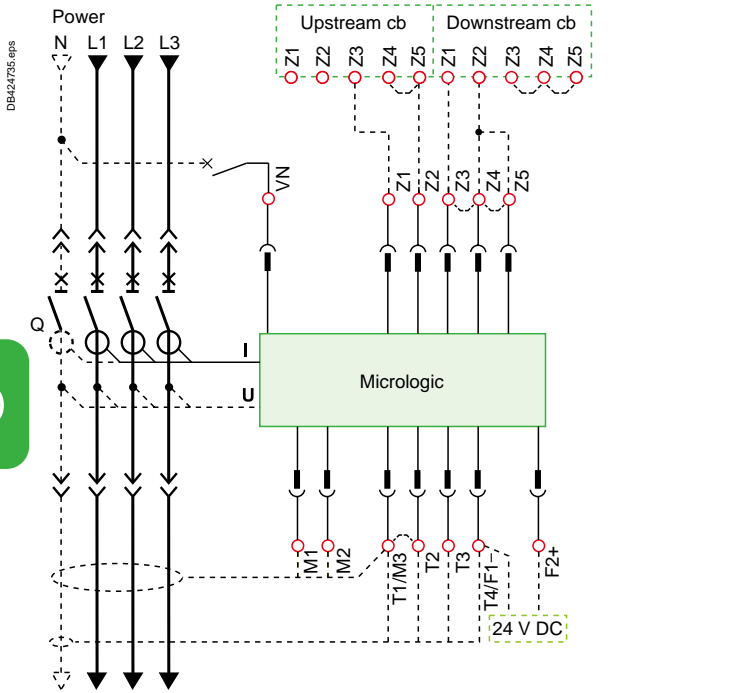 Power
N L1 L2 L3
DB424735.eps
Upstream cb Downstream cb
Z1 Z2 Z3 Z4 Z5 Z1 Z2 Z3 Z4 Z5
VN
Z1 Z2 Z3 Z4 Z5
Q
I
U
Micrologic
M1 M2 T1/M3 T2 T3 T4/F1– F2+
24 V DC